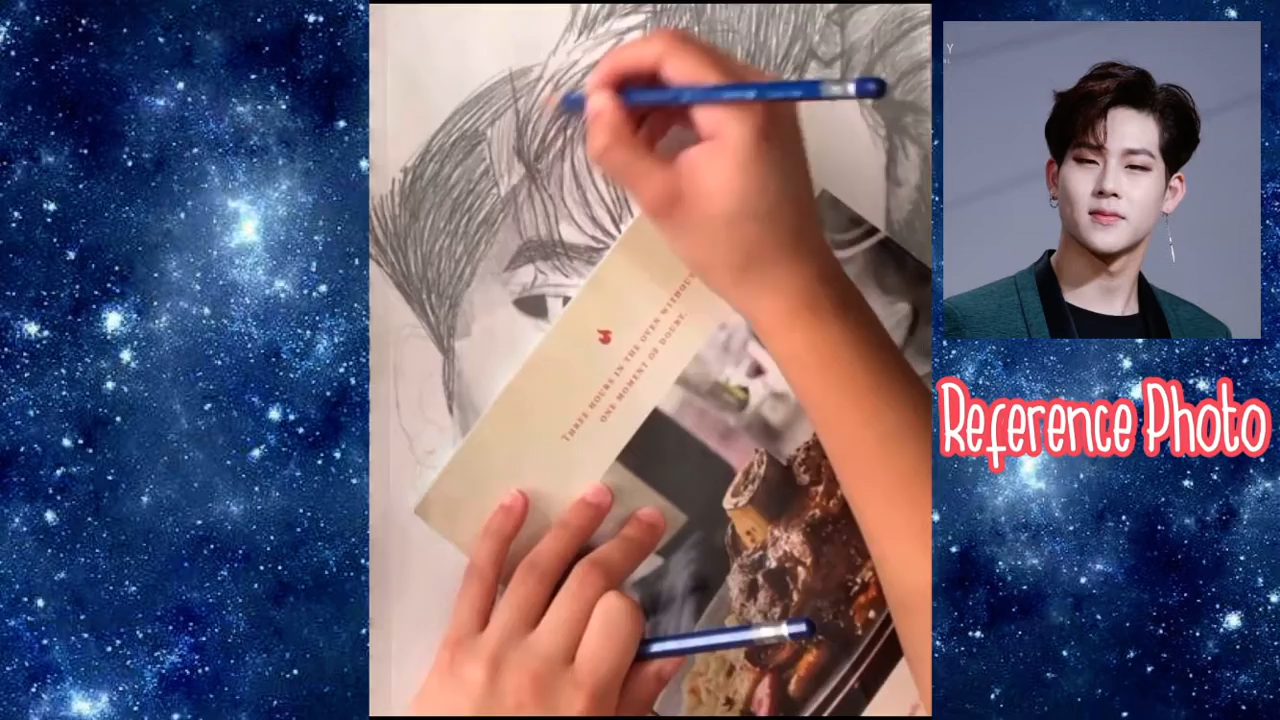 Three hours in the oven without
one moment of doubt.
Y
Reference Photo